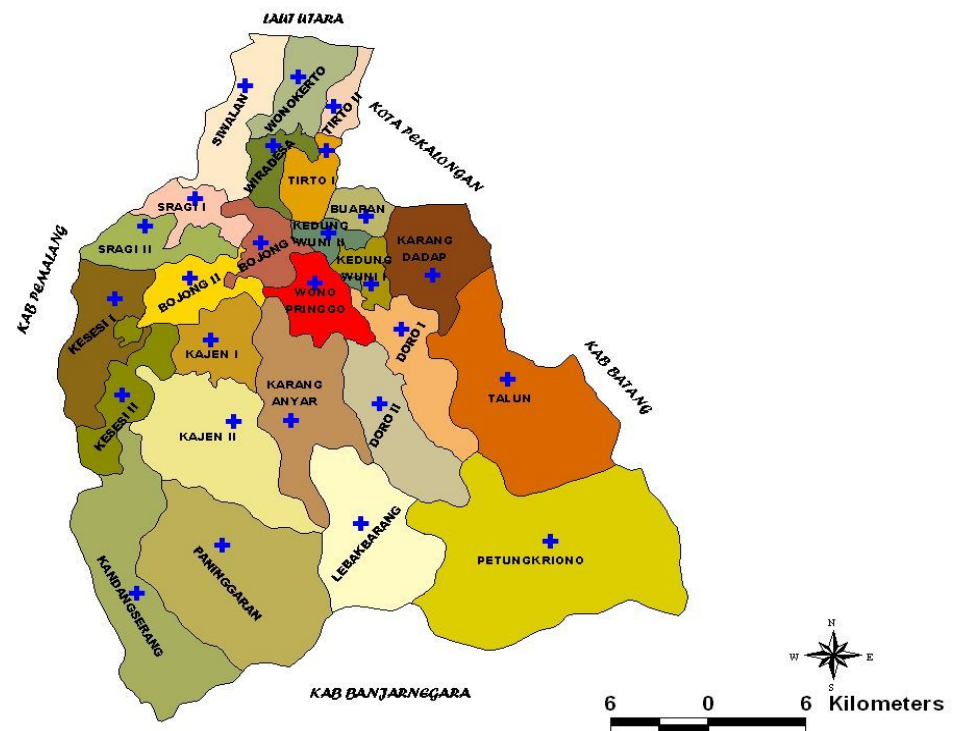 LAUT UTARA
SIWALAN
WONOKERTO
TIRTO II
KOTA PEKALONGAN
WIRADESA
TIRTO I
SRAGI I
BUARAN
KEDUNG
WUNI II
KARANG
DADAP
SRAGI II
BOJONG I
KEDUNG
WUNI I
KAB PEMALANG
BOJONG II
WONO
PRINGGO
KESESI I
KAJEN I
DORO I
KAB BATANG
KARANG
ANYAR
TALUN
KESESI II
KAJEN II
DORO II
LEBAKBARANG
PETUNGKRIONO
PANINGGARAN
KANDANGSERANG
KAB BANJARNEGARA
N
W E
S
6 0 6 Kilometers